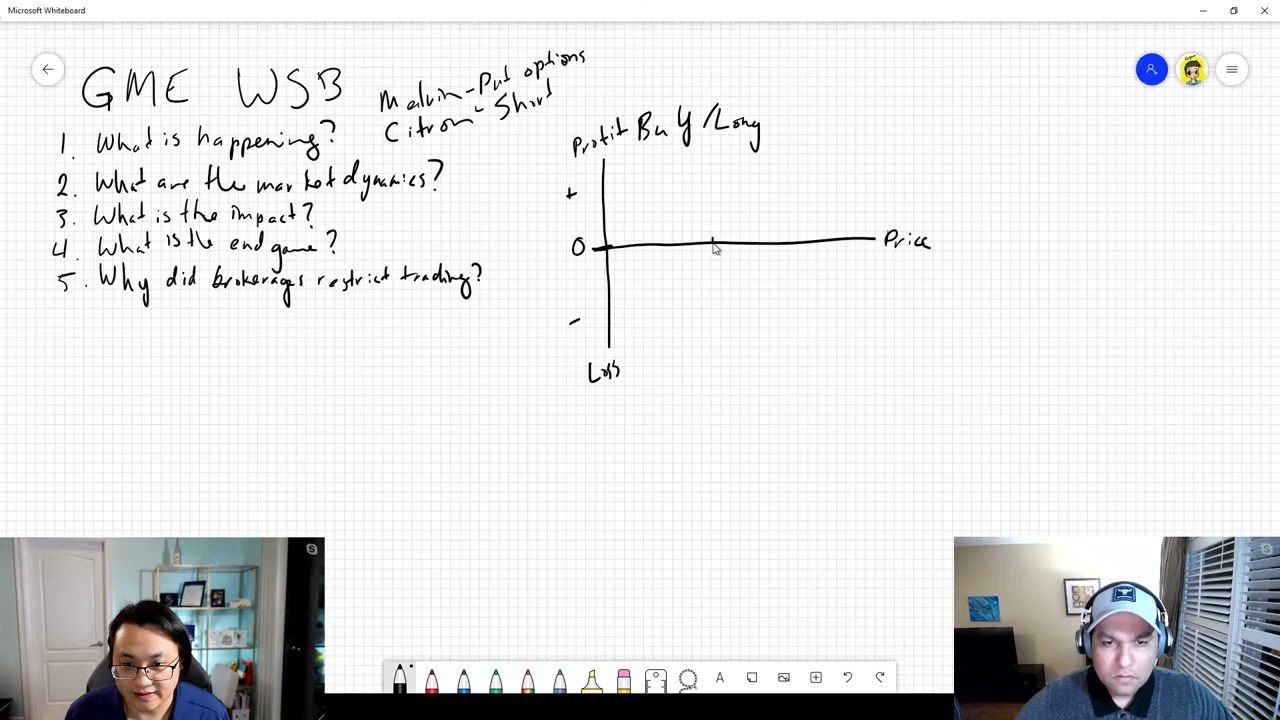 Microsoft Whiteboard
GME WSB
Melvin - Put options
Citron - Short
1. What is happening?
2. What are the market dynamics?
3. What is the impact?
4. What is the end game?
5. Why did brokerages restrict trading?
Profit Buy/Long
+
0
Price
-
Loss
A